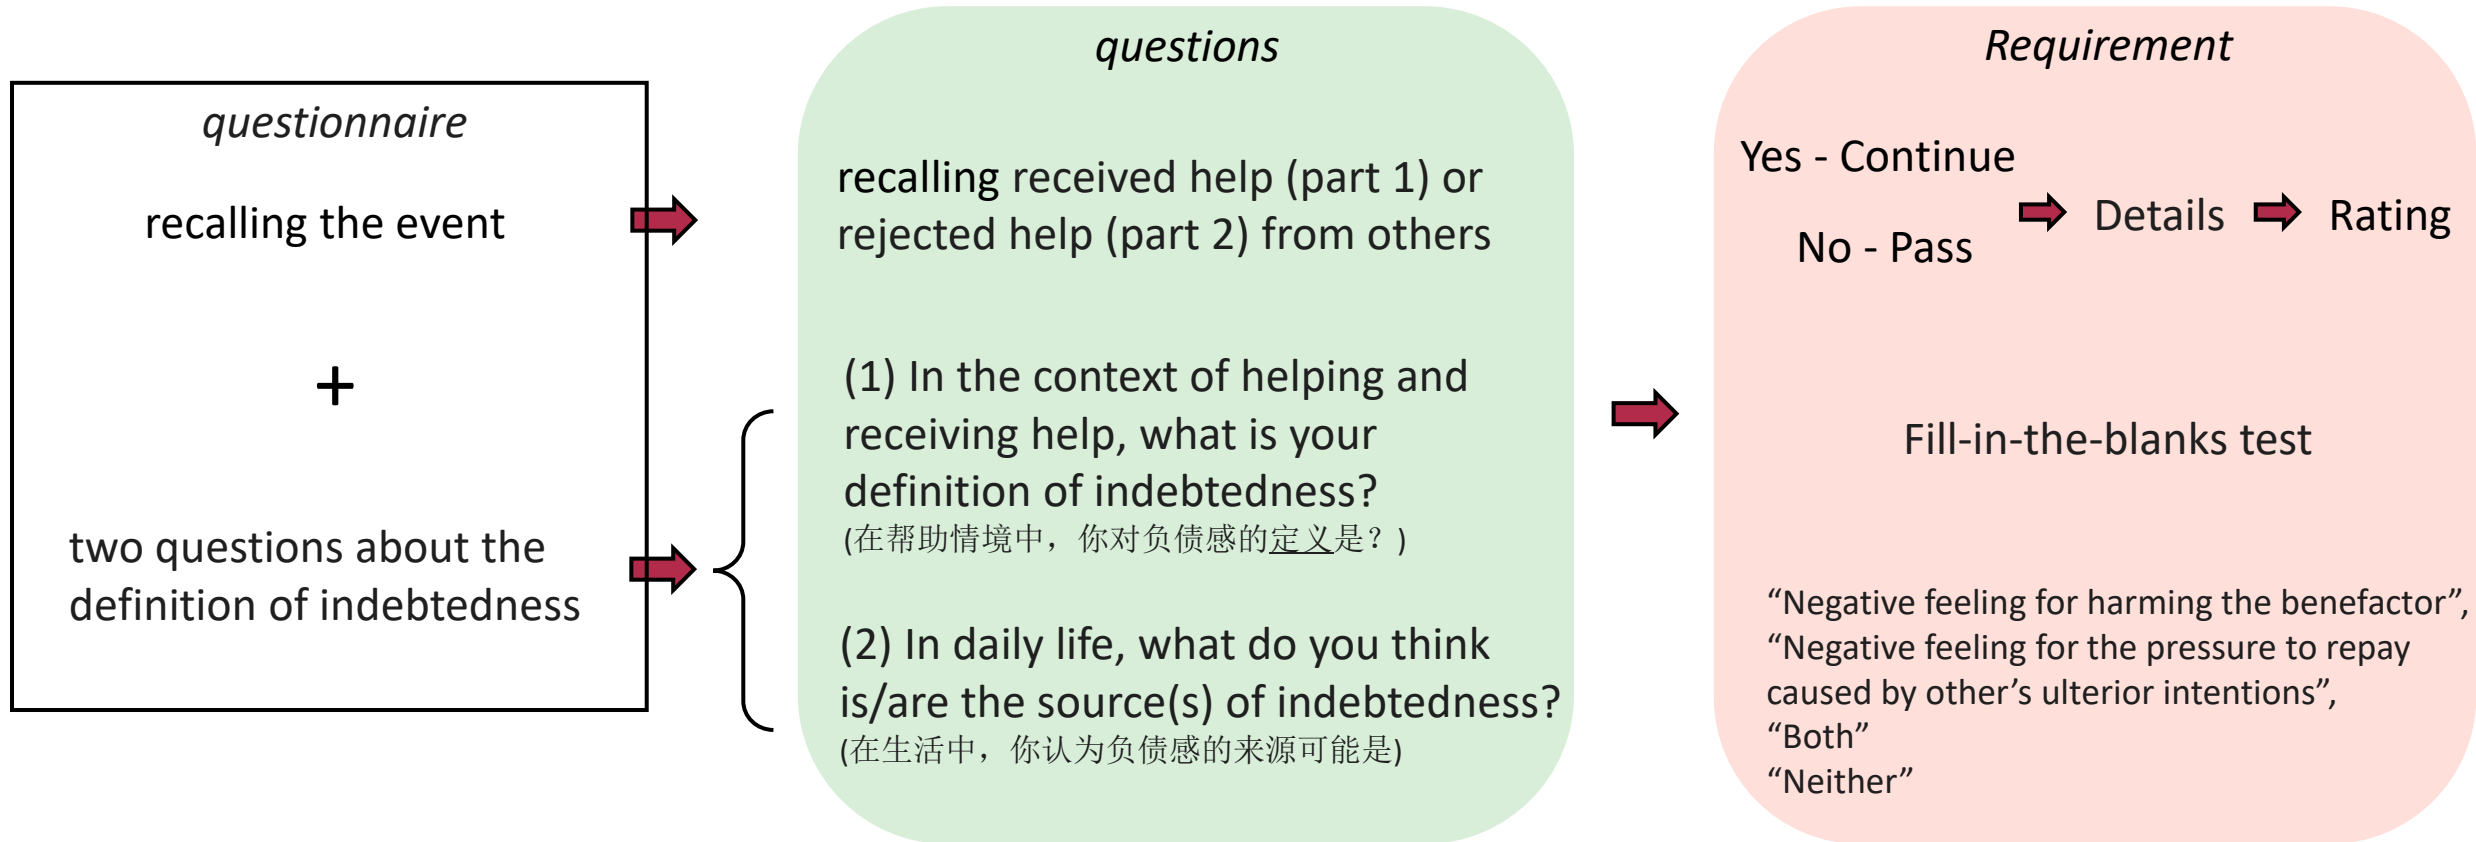 questionnaire
recalling the event
+
two questions about the
definition of indebtedness
questions
recalling received help (part 1) or
rejected help (part 2) from others
(1) In the context of helping and
receiving help, what is your
definition of indebtedness?
(在帮助情境中，你对负债感的定义是？)
(2) In daily life, what do you think
is/are the source(s) of indebtedness?
(在生活中，你认为负债感的来源可能是)
Requirement
Yes - Continue
No - Pass
Details
Rating
Fill-in-the-blanks test
“Negative feeling for harming the benefactor”,
“Negative feeling for the pressure to repay
caused by other’s ulterior intentions”,
“Both”
“Neither”